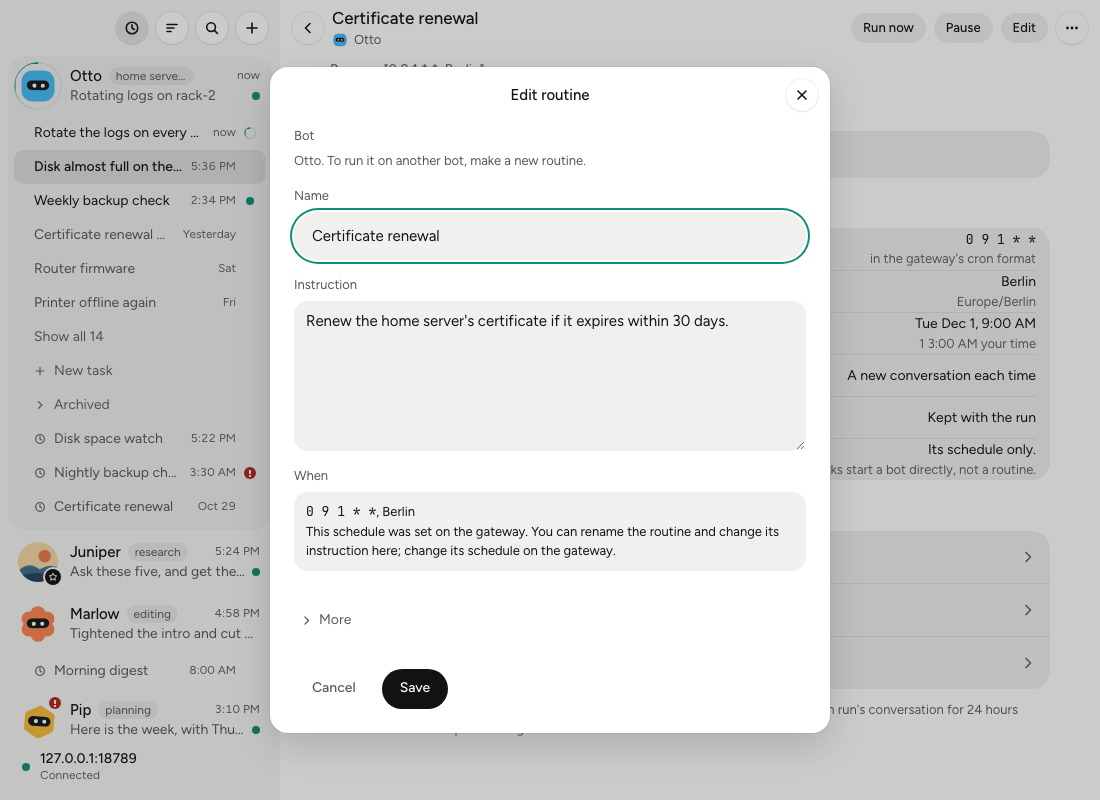 Certificate renewal
Otto
Run now
Pause
Edit
Otto
home serve...
now
Rotating logs on rack-2
Rotate the logs on every ...
now
Disk almost full on the...
5:36 PM
Weekly backup check
2:34 PM
Certificate renewal ...
Yesterday
Router firmware
Sat
Printer offline again
Fri
Show all 14
New task
Archived
Disk space watch
5:22 PM
Nightly backup ch...
3:30 AM
Certificate renewal
Oct 29
Juniper
research
5:24 PM
Ask these five, and get the...
Marlow
editing
4:58 PM
Tightened the intro and cut ...
Morning digest
8:00 AM
Pip
planning
3:10 PM
Here is the week, with Thu...
127.0.0.1:18789
Connected
Edit routine
Bot
Otto. To run it on another bot, make a new routine.
Name
Certificate renewal
Instruction
Renew the home server's certificate if it expires within 30 days.
When
0 9 1 * *, Berlin
This schedule was set on the gateway. You can rename the routine and change its
instruction here; change its schedule on the gateway.
More
Cancel
Save
0 9 1 * *
in the gateway's cron format
Berlin
Europe/Berlin
Tue Dec 1, 9:00 AM
1 3:00 AM your time
A new conversation each time
Kept with the run
Its schedule only.
start a bot directly, not a routine.
run's conversation for 24 hours